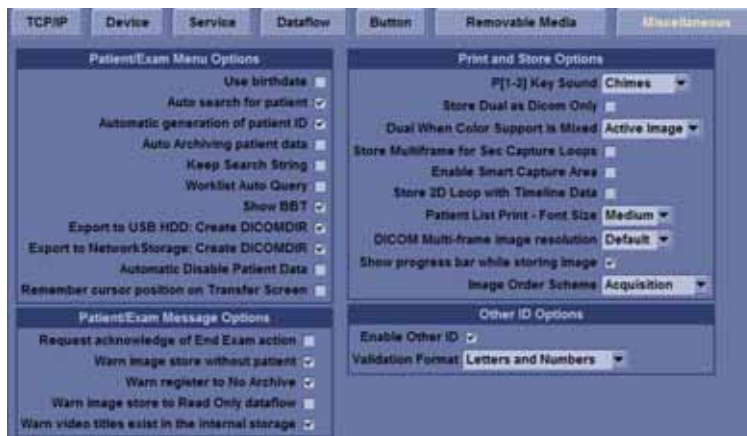 TCP/IP Device Service Dataflow Button Removable Media Miscellaneous
Patient/Exam Menu Options
Use birthdate
Auto search for patient
Automatic generation of patient ID
Auto Archiving patient data
Keep Search String
Worklist Auto Query
Show BBT
Export to USB HDD: Create DICOMDIR
Export to NetworkStorage: Create DICOMDIR
Automatic Disable Patient Data
Remember cursor position on Transfer Screen
Patient/Exam Message Options
Request acknowledge of End Exam action
Warn image store without patient
Warn register to No Archive
Warn image store to Read Only dataflow
Warn video titles exist in the internal storage
Print and Store Options
P[1-2] Key Sound Chimes
Store Dual as Dicom Only
Dual When Color Support is Mixed Active Image
Store Multiframe for Sec Capture Loops
Enable Smart Capture Area
Store 2D Loop with Timeline Data
Patient List Print - Font Size Medium
DICOM Multi-frame image resolution Default
Show progress bar while storing image
Image Order Scheme Acquisition
Other ID Options
Enable Other ID
Validation Format Letters and Numbers